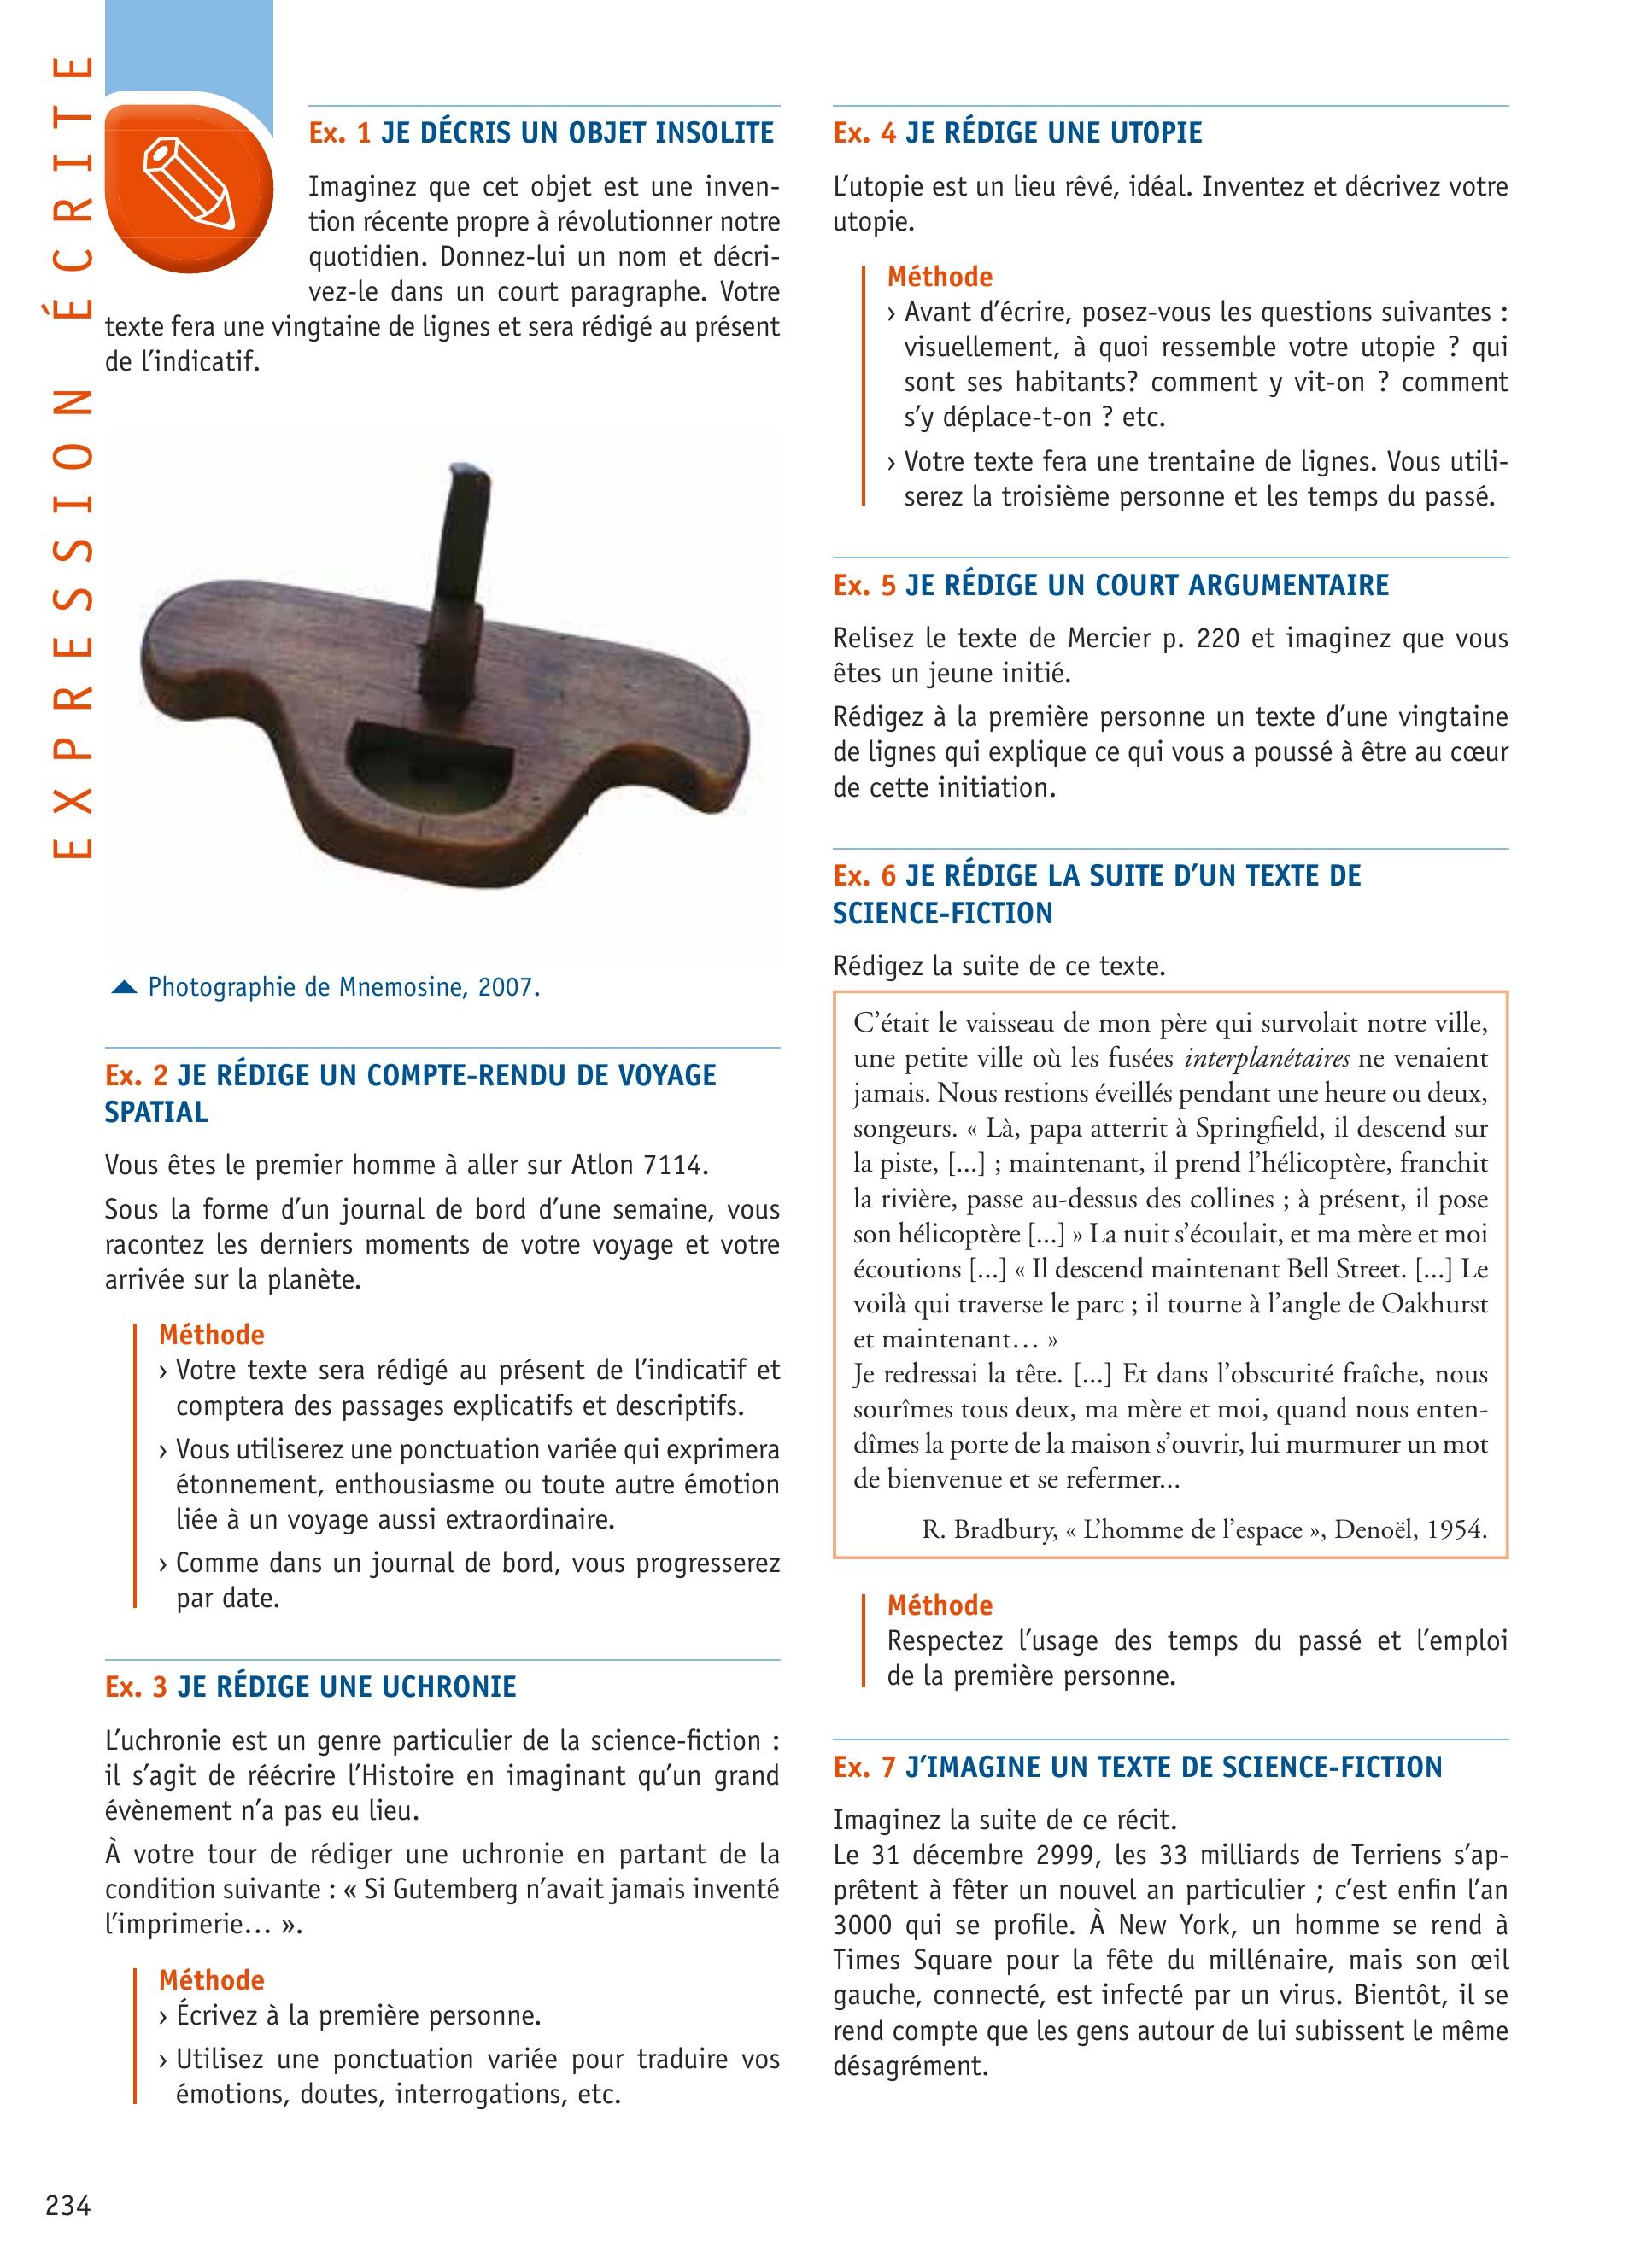 EXPRESSION ÉCRITE
Ex. 1 JE DÉCRIS UN OBJET INSOLITE
Imaginez que cet objet est une inven-
tion récente propre à révolutionner notre
quotidien. Donnez-lui un nom et décri-
vez-le dans un court paragraphe. Votre
texte fera une vingtaine de lignes et sera rédigé au présent
de l’indicatif.
Photographie de Mnemosine, 2007.
Ex. 2 JE RÉDIGE UN COMPTE-RENDU DE VOYAGE
SPATIAL
Vous êtes le premier homme à aller sur Atlon 7114.
Sous la forme d’un journal de bord d’une semaine, vous
racontez les derniers moments de votre voyage et votre
arrivée sur la planète.
Méthode
› Votre texte sera rédigé au présent de l’indicatif et
comptera des passages explicatifs et descriptifs.
› Vous utiliserez une ponctuation variée qui exprimera
étonnement, enthousiasme ou toute autre émotion
liée à un voyage aussi extraordinaire.
› Comme dans un journal de bord, vous progresserez
par date.
Ex. 3 JE RÉDIGE UNE UCHRONIE
L’uchronie est un genre particulier de la science-fiction :
il s’agit de réécrire l’Histoire en imaginant qu’un grand
évènement n’a pas eu lieu.
À votre tour de rédiger une uchronie en partant de la
condition suivante : « Si Gutemberg n’avait jamais inventé
l’imprimerie… ».
Méthode
› Écrivez à la première personne.
› Utilisez une ponctuation variée pour traduire vos
émotions, doutes, interrogations, etc.
Ex. 4 JE RÉDIGE UNE UTOPIE
L’utopie est un lieu rêvé, idéal. Inventez et décrivez votre
utopie.
Méthode
› Avant d’écrire, posez-vous les questions suivantes :
visuellement, à quoi ressemble votre utopie ? qui
sont ses habitants? comment y vit-on ? comment
s’y déplace-t-on ? etc.
› Votre texte fera une trentaine de lignes. Vous utili-
serez la troisième personne et les temps du passé.
Ex. 5 JE RÉDIGE UN COURT ARGUMENTAIRE
Relisez le texte de Mercier p. 220 et imaginez que vous
êtes un jeune initié.
Rédigez à la première personne un texte d’une vingtaine
de lignes qui explique ce qui vous a poussé à être au cœur
de cette initiation.
Ex. 6 JE RÉDIGE LA SUITE D’UN TEXTE DE
SCIENCE-FICTION
Rédigez la suite de ce texte.
C’était le vaisseau de mon père qui survolait notre ville,
une petite ville où les fusées interplanétaires ne venaient
jamais. Nous restions éveillés pendant une heure ou deux,
songeurs. « Là, papa atterrit à Springfield, il descend sur
la piste, [...] ; maintenant, il prend l’hélicoptère, franchit
la rivière, passe au-dessus des collines ; à présent, il pose
son hélicoptère [...] » La nuit s’écoulait, et ma mère et moi
écoutions [...] « Il descend maintenant Bell Street. [...] Le
voilà qui traverse le parc ; il tourne à l’angle de Oakhurst
et maintenant… »
Je redressai la tête. [...] Et dans l’obscurité fraîche, nous
sourîmes tous deux, ma mère et moi, quand nous enten-
dîmes la porte de la maison s’ouvrir, lui murmurer un mot
de bienvenue et se refermer...
R. Bradbury, « L’homme de l’espace », Denoël, 1954.
Méthode
Respectez l’usage des temps du passé et l’emploi
de la première personne.
Ex. 7 J’IMAGINE UN TEXTE DE SCIENCE-FICTION
Imaginez la suite de ce récit.
Le 31 décembre 2999, les 33 milliards de Terriens s’ap-
prêtent à fêter un nouvel an particulier ; c’est enfin l’an
3000 qui se profile. À New York, un homme se rend à
Times Square pour la fête du millénaire, mais son œil
gauche, connecté, est infecté par un virus. Bientôt, il se
rend compte que les gens autour de lui subissent le même
désagrément.
234